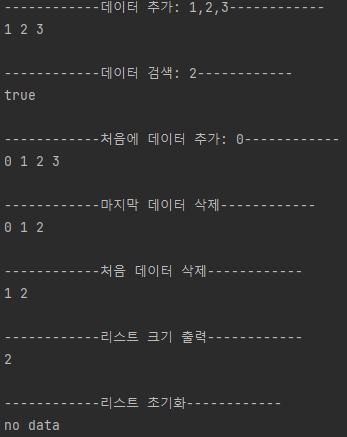 ------------데이터 추가: 1,2,3------------
1 2 3
------------데이터 검색: 2------------
true
------------처음에 데이터 추가: 0------------
0 1 2 3
------------마지막 데이터 삭제------------
0 1 2
------------처음 데이터 삭제------------
1 2
------------리스트 크기 출력------------
2
------------리스트 초기화------------
no data